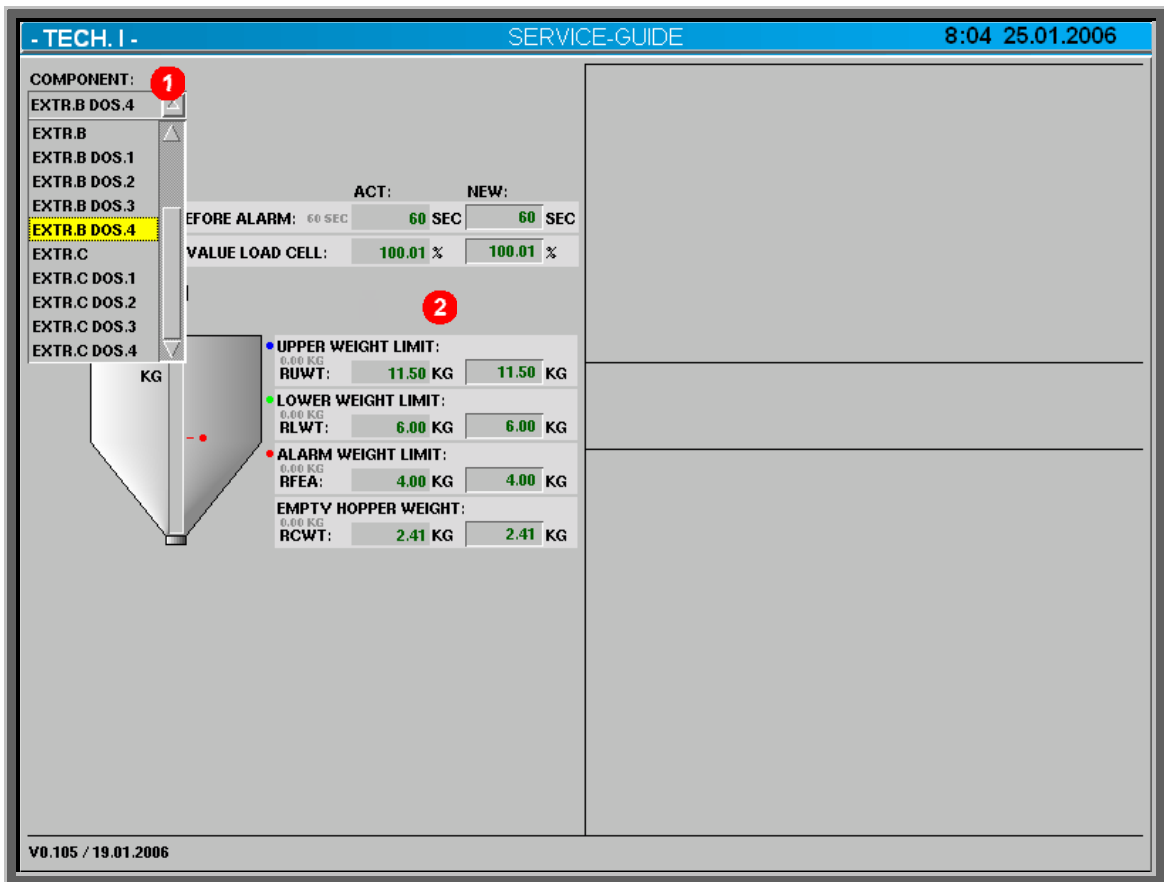 - TECH. I - SERVICE-GUIDE 8:04 25.01.2006
COMPONENT: 1
EXTR.B DOS.4
EXTR.B
EXTR.B DOS.1
EXTR.B DOS.2
EXTR.B DOS.3
EXTR.B DOS.4
EXTR.C
EXTR.C DOS.1
EXTR.C DOS.2
EXTR.C DOS.3
EXTR.C DOS.4
ACT: NEW:
EFORE ALARM: 60 SEC 60 SEC 60 SEC
VALUE LOAD CELL: 100.01 % 100.01 %
2
KG
UPPER WEIGHT LIMIT:
0.00 KG
RUWT: 11.50 KG 11.50 KG
LOWER WEIGHT LIMIT:
0.00 KG
RLWT: 6.00 KG 6.00 KG
ALARM WEIGHT LIMIT:
0.00 KG
RFEA: 4.00 KG 4.00 KG
EMPTY HOPPER WEIGHT:
0.00 KG
RCWT: 2.41 KG 2.41 KG
V0.105 / 19.01.2006